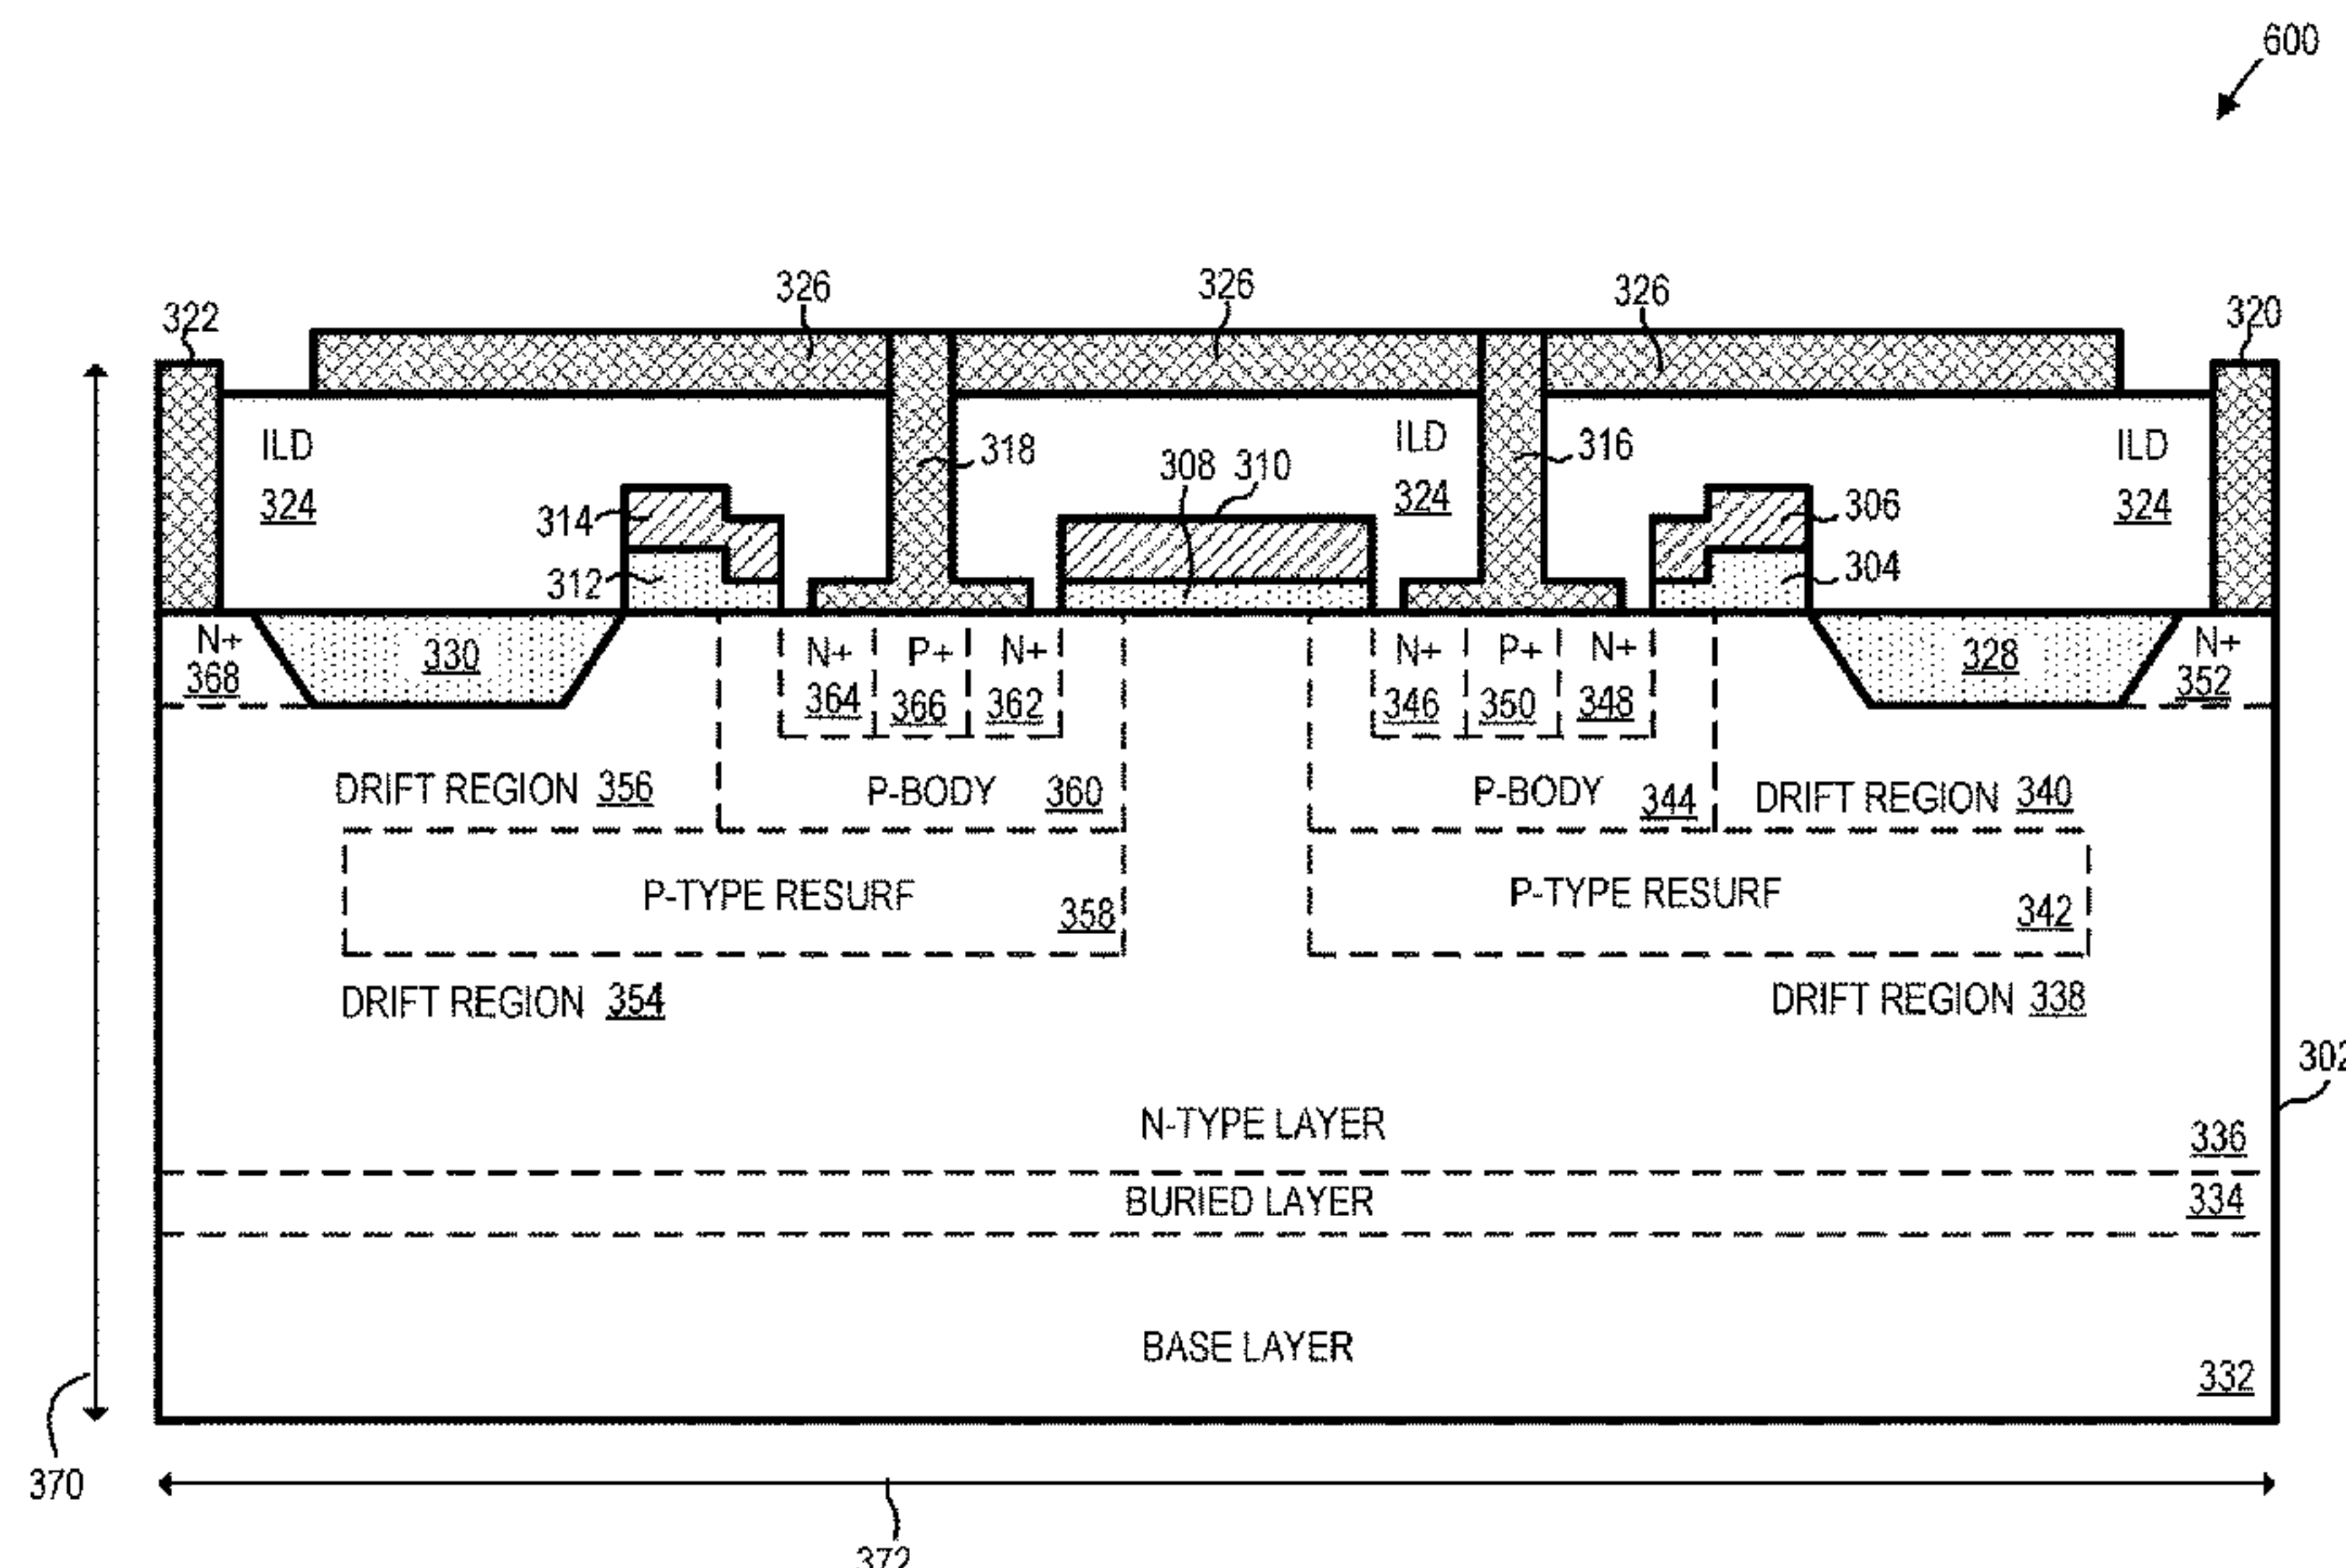 600
326 326 326
322 320
ILD ILD ILD
318 308 310 316
324 324 324
314 306
312 304
N+ 330 N+ P+ N+ N+ P+ N+ 328 N+
368 364 366 362 346 350 348 352
DRIFT REGION 356 P-BODY 360 P-BODY 344 DRIFT REGION 340
P-TYPE RESURF 358 P-TYPE RESURF 342
DRIFT REGION 354 DRIFT REGION 338
302
N-TYPE LAYER 336
BURIED LAYER 334
BASE LAYER
332
370
372